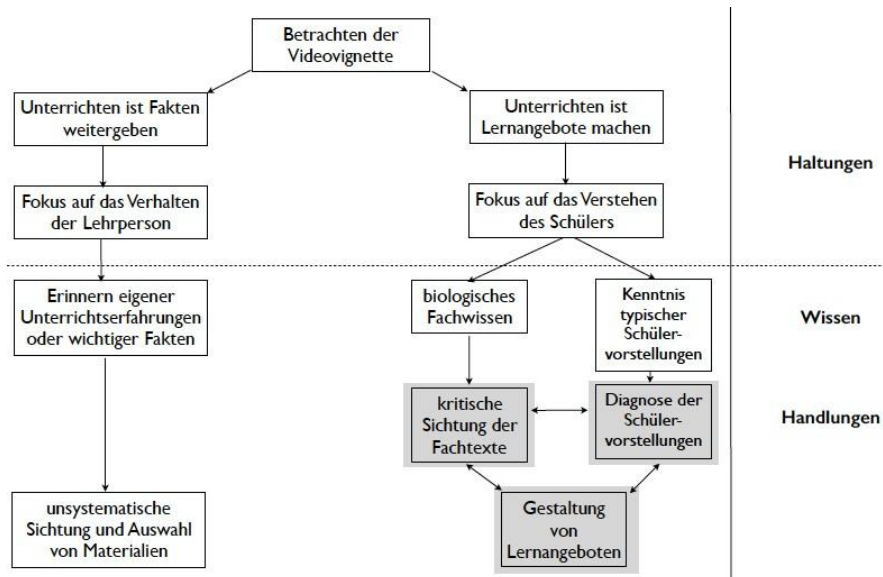 Betrachten der
Videovignette
Unterrichten ist Fakten
weitergeben
Unterrichten ist
Lernangebote machen
Haltungen
Fokus auf das Verhalten
der Lehrperson
Fokus auf das Verstehen
des Schülers
Erinnern eigener
Unterrichtserfahrungen
oder wichtiger Fakten
biologisches
Fachwissen
Kenntnis
typischer
Schüler-
vorstellungen
Wissen
kritische
Sichtung der
Fachtexte
Diagnose der
Schüler-
vorstellungen
Handlungen
unsystematische
Sichtung und Auswahl
von Materialien
Gestaltung
von
Lernangeboten